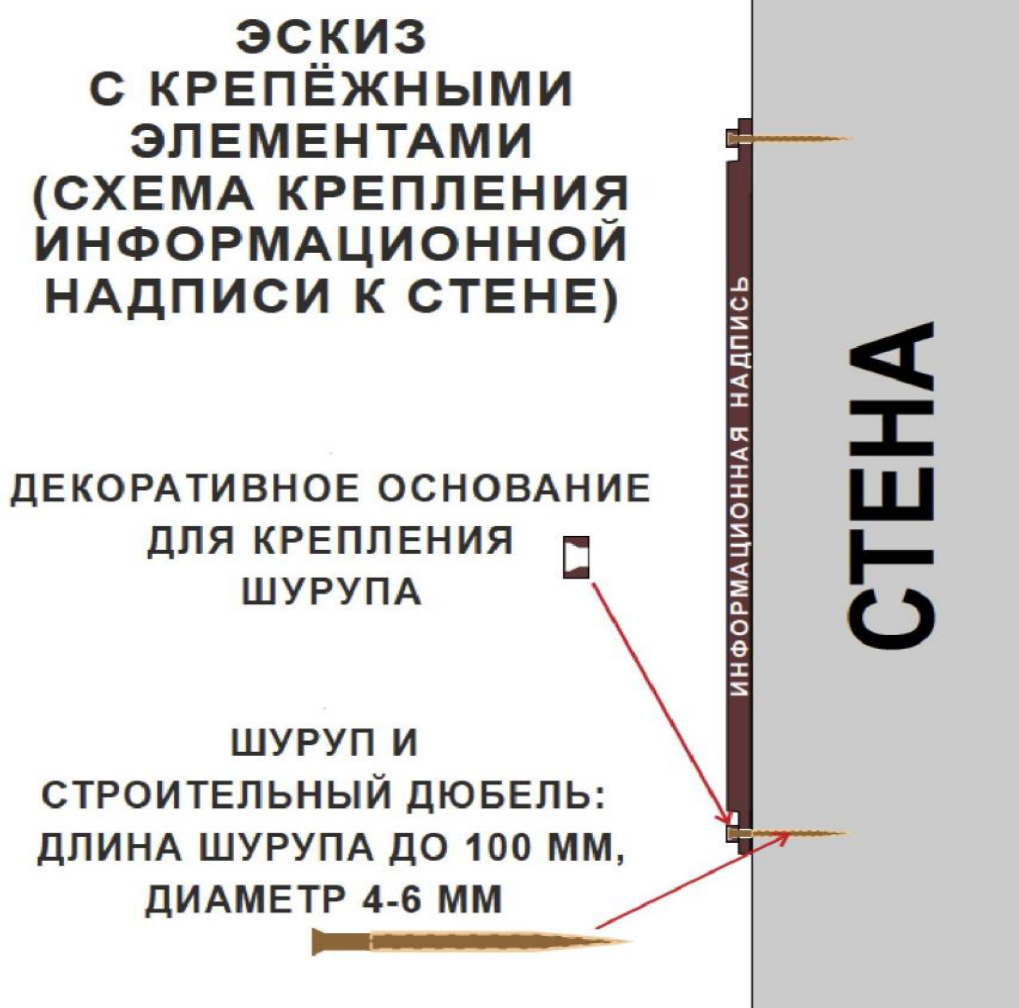 ЭСКИЗ
С КРЕПЁЖНЫМИ
ЭЛЕМЕНТАМИ
(СХЕМА КРЕПЛЕНИЯ
ИНФОРМАЦИОННОЙ
НАДПИСИ К СТЕНЕ)
ДЕКОРАТИВНОЕ ОСНОВАНИЕ
ДЛЯ КРЕПЛЕНИЯ
ШУРУПА
ШУРУП И
СТРОИТЕЛЬНЫЙ ДЮБЕЛЬ:
ДЛИНА ШУРУПА ДО 100 ММ,
ДИАМЕТР 4-6 ММ
ИНФОРМАЦИОННАЯ НАДПИСЬ
СТЕНА